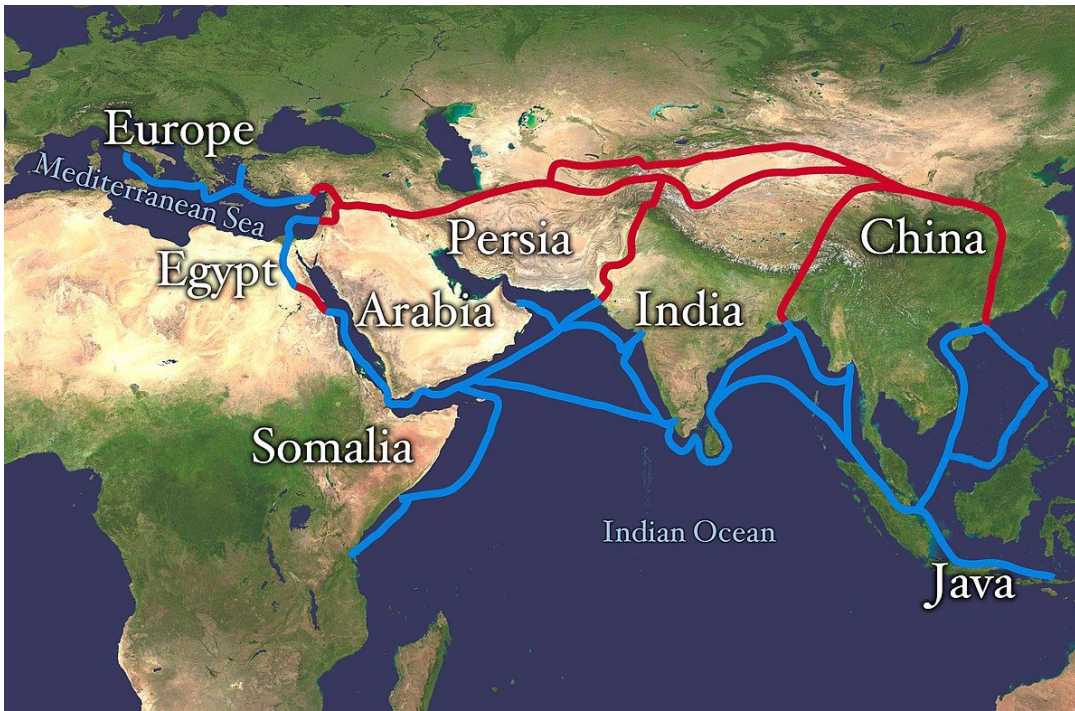 Europe
Mediterranean Sea
Egypt
Persia
China
Arabia
India
Somalia
Indian Ocean
Java